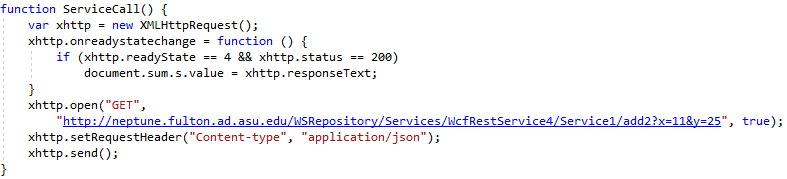 function ServiceCall() {
var xhttp = new XMLHttpRequest();
xhttp.onreadystatechange = function () {
if (xhttp.readyState == 4 && xhttp.status == 200)
document.sum.s.value = xhttp.responseText;
}
xhttp.open("GET",
"http://neptune.fulton.ad.asu.edu/WSRepository/Services/WcfRestService4/Service1/add2?x=11&y=25", true);
xhttp.setRequestHeader("Content-type", "application/json");
xhttp.send();
}